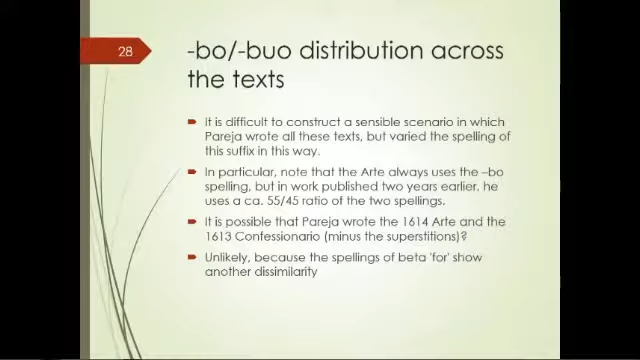 28
-bo/-buo distribution across
the texts
It is difficult to construct a sensible scenario in which
Pareja wrote all these texts, but varied the spelling of
this suffix in this way.
In particular, note that the Arte always uses the –bo
spelling, but in work published two years earlier, he
uses a ca. 55/45 ratio of the two spellings.
It is possible that Pareja wrote the 1614 Arte and the
1613 Confessionario (minus the superstitions)?
Unlikely, because the spellings of beta 'for' show
another dissimilarity